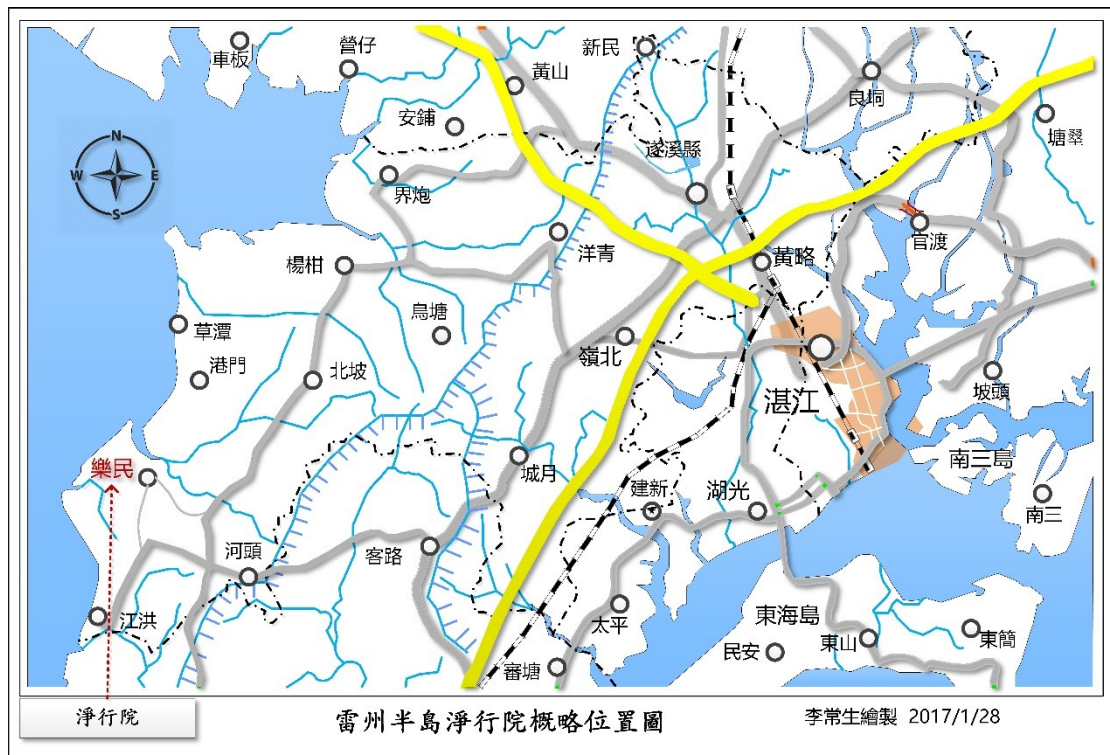 車板
營仔
新民
黃山
良垌
安鋪
塘㙍
遂溪縣
N
W
E
S
界炮
官渡
洋青
楊柑
黃略
草潭
烏塘
港門
北坡
嶺北
坡頭
湛江
樂民
城月
南三島
建新
湖光
南三
河頭
客路
江洪
太平
東海島
東山
東簡
民安
審塘
淨行院
雷州半島淨行院概略位置圖
李常生繪製 2017/1/28